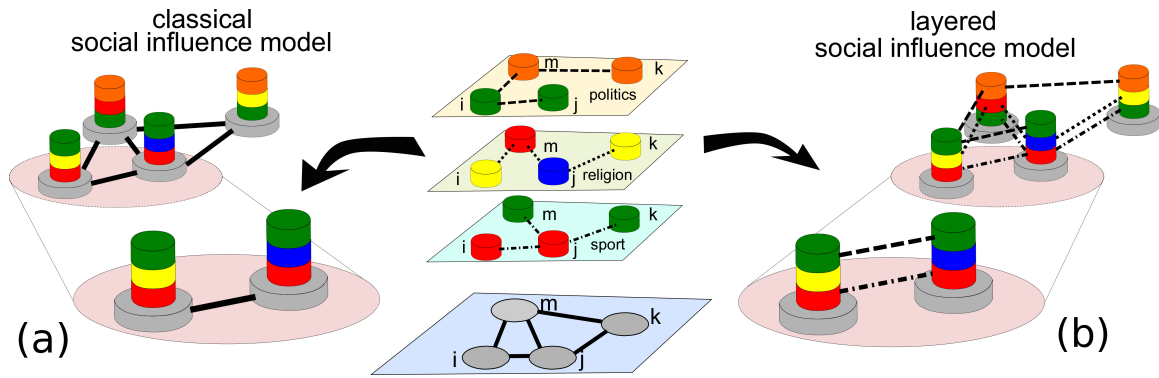 classical
social influence model
layered
social influence model
m
k
i
j
politics
m
k
i
j
religion
m
k
i
j
sport
m
k
i
j
(a)
(b)